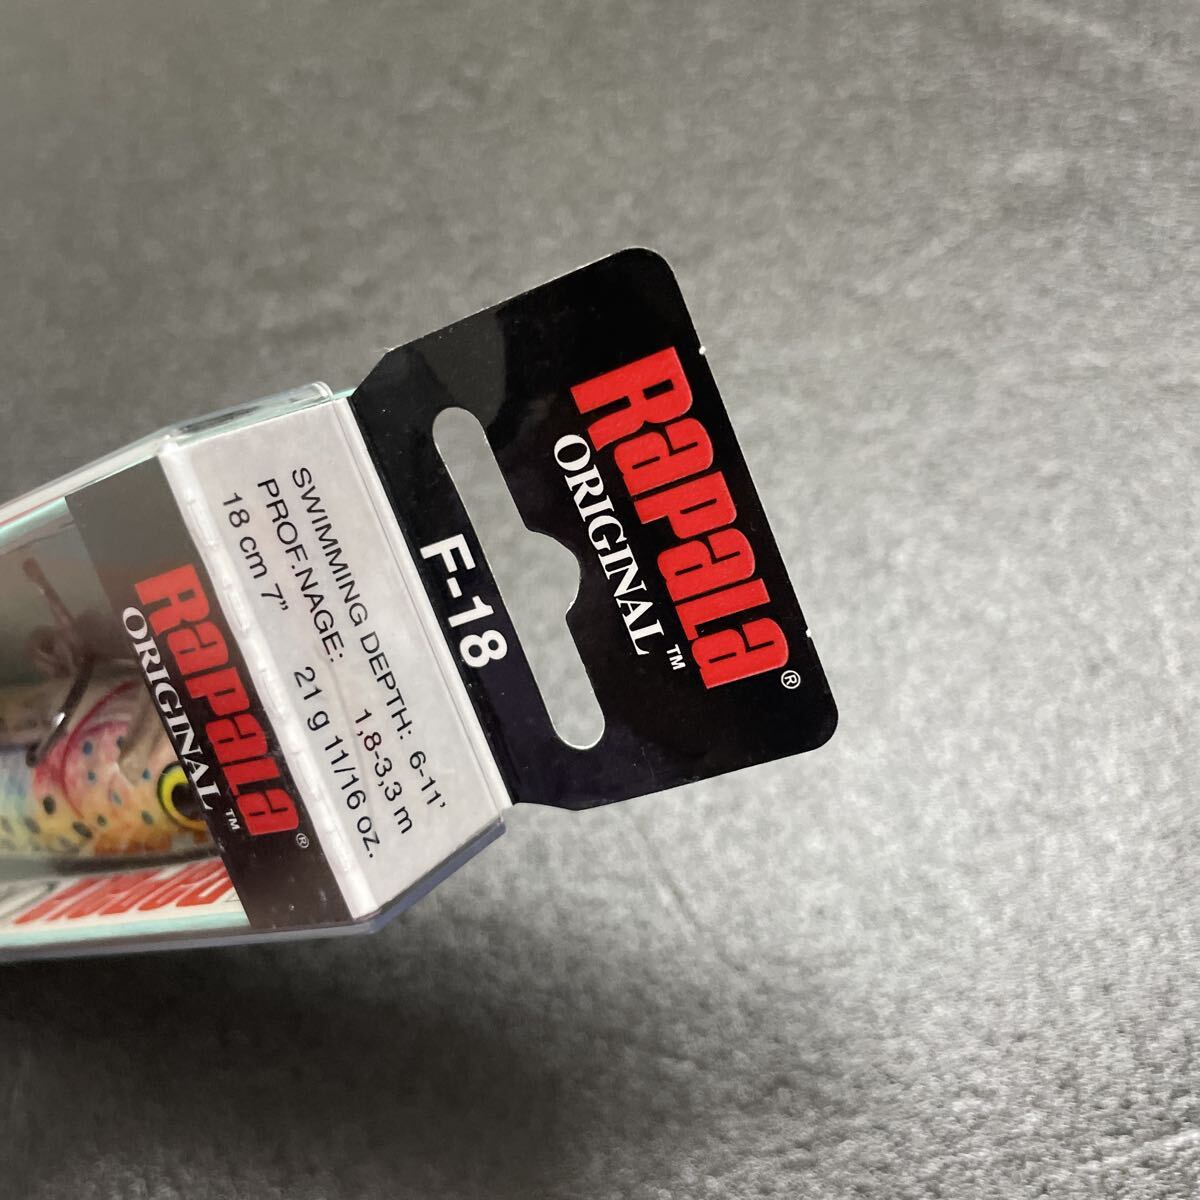 Rapala®
ORIGINAL™
F-18
SWIMMING DEPTH: 6-11'
PROF.NAGE: 1,8-3,3 m
18 cm 7" 21 g 11/16 oz.
Rapala®
ORIGINAL™